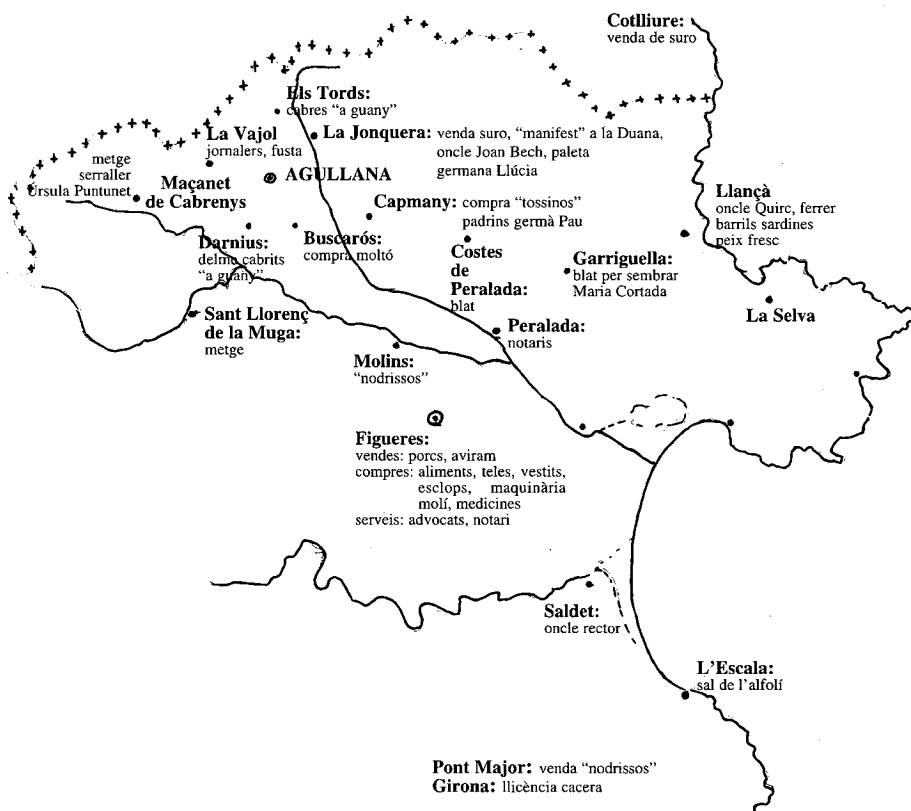 Cotlliure:
venda de suro
Els Tords:
cabres “a guany”
La Vajol
jornalers, fusta
La Jonquera: venda suro, “manifest” a la Duana,
oncle Joan Bech, paleta
germana Llúcia
metge
serraller
Úrsula Puntunet
Maçanet
de Cabrenys
AGULLANA
Capmany: compra “tossinos”
padrins germà Pau
Llançà
oncle Quirc, ferrer
barrils sardines
peix fresc
Darnius:
delme cabrits
“a guany”
Buscarós:
compra moltó
Costes
de
Peralada:
blat
Garriguella:
blat per sembrar
Maria Cortada
La Selva
Sant Llorenç
de la Muga:
metge
Peralada:
notaris
Molins:
“nodrissos”
Figueres:
vendes: porcs, aviram
compres: aliments, teles, vestits,
esclops, maquinària
molí, medicines
serveis: advocats, notari
Saldet:
oncle rector
L’Escala:
sal de l’alfolí
Pont Major: venda “nodrissos”
Girona: llicència cacera